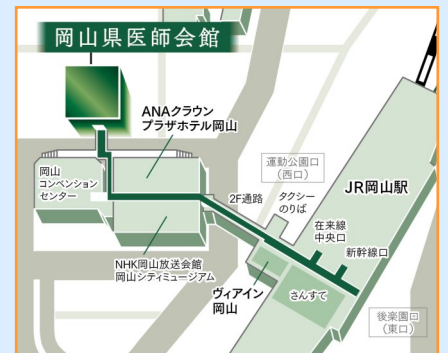 岡山県医師会館
ANAクラウン
プラザホテル岡山
岡山
コンベンション
センター
運動公園口
(西口)
タクシー
のりば
2F通路
JR岡山駅
在来線
中央口
新幹線口
NHK岡山放送会館
岡山シティミュージアム
ヴィアイン
岡山
さんすて
後楽園口
(東口)